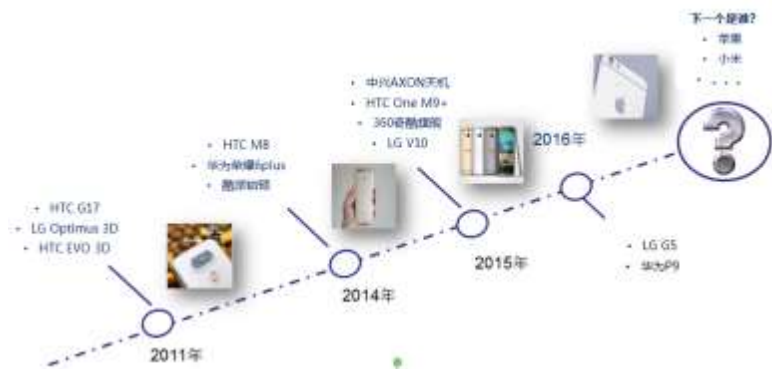 下一个是谁?
• 苹果
• 小米
• . . . .
• 中兴AXON天机
• HTC One M9+
• 360奇酷旗舰
• LG V10
2016年
• HTC M8
• 华为荣耀6plus
• 酷派铂顿
• HTC G17
• LG Optimus 3D
• HTC EVO 3D
• LG G5
• 华为P9
2015年
2014年
2011年